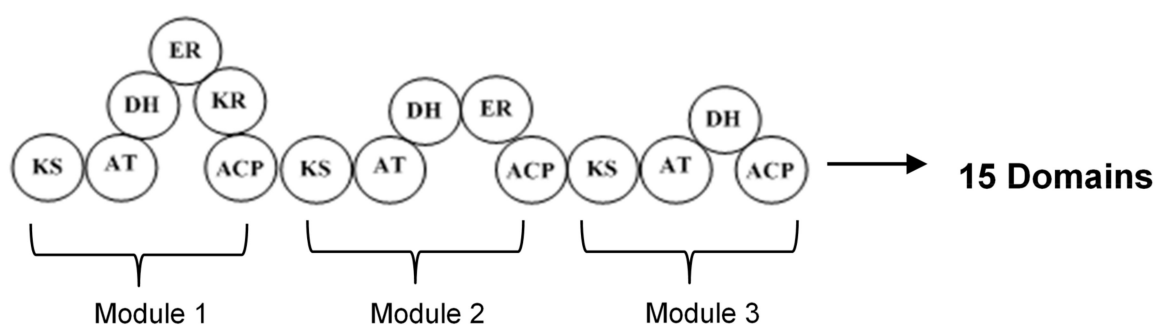 ER
DH KR DH ER DH
KS AT ACP KS AT ACP KS AT ACP 15 Domains
Module 1 Module 2 Module 3